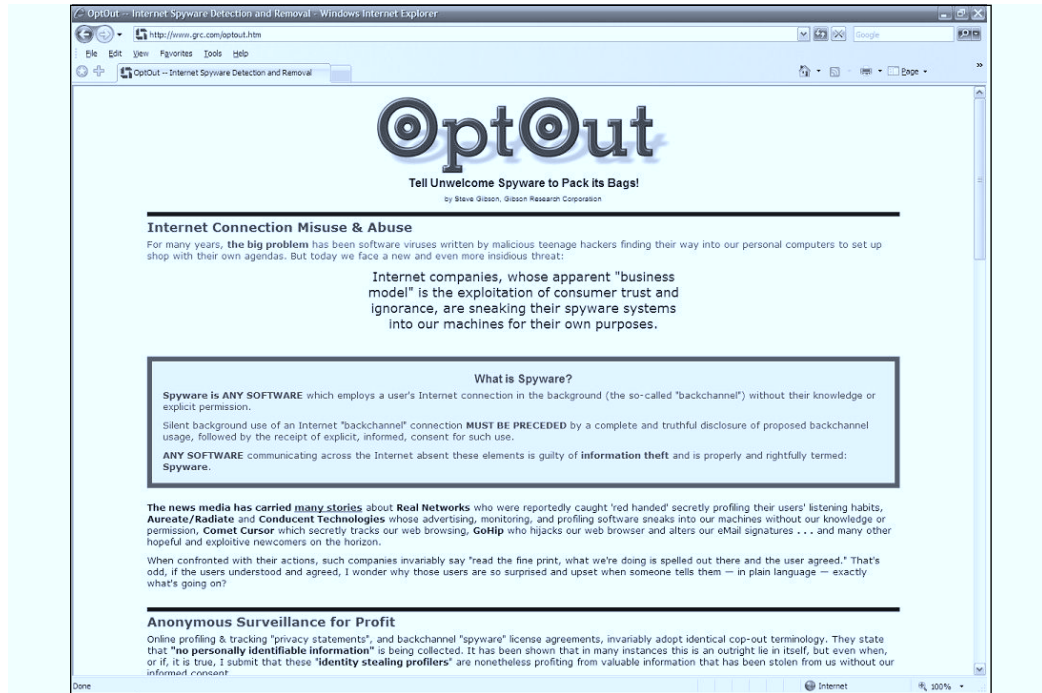 OptOut -- Internet Spyware Detection and Removal - Windows Internet Explorer
http://www.grc.com/optout.htm
Google
File Edit View Favorites Tools Help
OptOut -- Internet Spyware Detection and Removal
Page
OptOut
Tell Unwelcome Spyware to Pack its Bags!
by Steve Gibson, Gibson Research Corporation
Internet Connection Misuse & Abuse
For many years, the big problem has been software viruses written by malicious teenage hackers finding their way into our personal computers to set up
shop with their own agendas. But today we face a new and even more insidious threat:
Internet companies, whose apparent "business
model" is the exploitation of consumer trust and
ignorance, are sneaking their spyware systems
into our machines for their own purposes.
What is Spyware?
Spyware is ANY SOFTWARE which employs a user's Internet connection in the background (the so-called "backchannel") without their knowledge or
explicit permission.
Silent background use of an Internet "backchannel" connection MUST BE PRECEDED by a complete and truthful disclosure of proposed backchannel
usage, followed by the receipt of explicit, informed, consent for such use.
ANY SOFTWARE communicating across the Internet absent these elements is guilty of information theft and is properly and rightfully termed:
Spyware.
The news media has carried many stories about Real Networks who were reportedly caught 'red handed' secretly profiling their users' listening habits,
Aureate/Radiate and Conducent Technologies whose advertising, monitoring, and profiling software sneaks into our machines without our knowledge or
permission, Comet Cursor which secretly tracks our web browsing, GoHip who hijacks our web browser and alters our eMail signatures . . . and many other
hopeful and exploitive newcomers on the horizon.
When confronted with their actions, such companies invariably say "read the fine print, what we're doing is spelled out there and the user agreed." That's
odd, if the users understood and agreed, I wonder why those users are so surprised and upset when someone tells them — in plain language — exactly
what's going on?
Anonymous Surveillance for Profit
Online profiling & tracking "privacy statements", and backchannel "spyware" license agreements, invariably adopt identical cop-out terminology. They state
that "no personally identifiable information" is being collected. It has been shown that in many instances this is an outright lie in itself, but even when,
or if, it is true, I submit that these "identity stealing profilers" are nonetheless profiting from valuable information that has been stolen from us without our
informed consent.
Done
Internet
100%